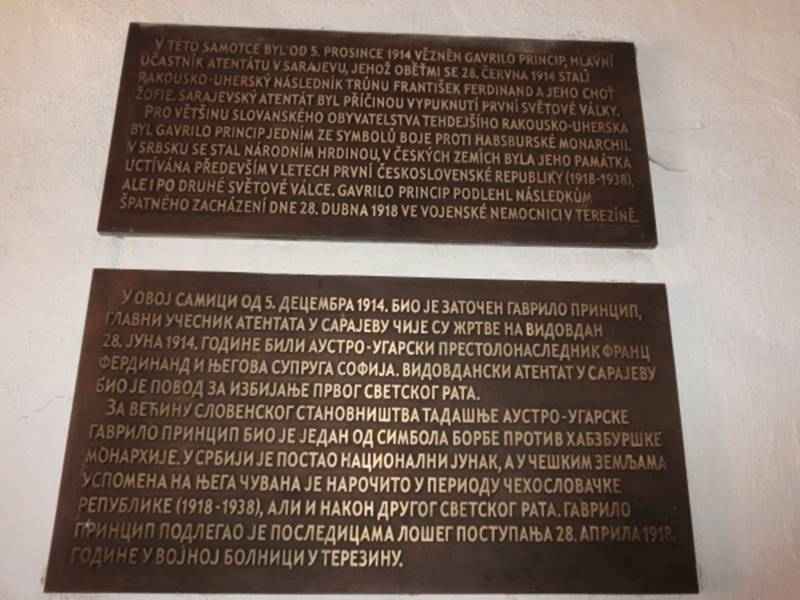 V TÉTO SAMOTCE BYL OD 5. PROSINCE 1914 VĚZNĚN GAVRILO PRINCIP, HLAVNÍ
ÚČASTNÍK ATENTÁTU V SARAJEVU, JEHOŽ OBĚŤMI SE 28. ČERVNA 1914 STALI
RAKOUSKO-UHERSKÝ NÁSLEDNÍK TRŮNU FRANTIŠEK FERDINAND A JEHO CHOŤ
ŽOFIE. SARAJEVSKÝ ATENTÁT BYL PŘÍČINOU VYPUKNUTÍ PRVNÍ SVĚTOVÉ VÁLKY.
PRO VĚTŠINU SLOVANSKÉHO OBYVATELSTVA TEHDEJŠÍHO RAKOUSKO-UHERSKA
BYL GAVRILO PRINCIP JEDNÍM ZE SYMBOLŮ BOJE PROTI HABSBURSKÉ MONARCHII.
V SRBSKU SE STAL NÁRODNÍM HRDINOU, V ČESKÝCH ZEMÍCH BYLA JEHO PAMÁTKA
UCTÍVÁNA PŘEDEVŠÍM V LETECH PRVNÍ ČESKOSLOVENSKÉ REPUBLIKY (1918-1938),
ALE I PO DRUHÉ SVĚTOVÉ VÁLCE. GAVRILO PRINCIP PODLEHL NÁSLEDKŮM
ŠPATNÉHO ZACHÁZENÍ DNE 28. DUBNA 1918 VE VOJENSKÉ NEMOCNICI V TEREZÍNĚ.
У ОВОЈ САМИЦИ ОД 5. ДЕЦЕМБРА 1914. БИО ЈЕ ЗАТОЧЕН ГАВРИЛО ПРИНЦИП,
ГЛАВНИ УЧЕСНИК АТЕНТАТА У САРАЈЕВУ ЧИЈЕ СУ ЖРТВЕ НА ВИДОВДАН
28. ЈУНА 1914. ГОДИНЕ БИЛИ АУСТРО-УГАРСКИ ПРЕСТОЛОНАСЛЕДНИК ФРАНЦ
ФЕРДИНАНД И ЊЕГОВА СУПРУГА СОФИЈА. ВИДОВДАНСКИ АТЕНТАТ У САРАЈЕВУ
БИО ЈЕ ПОВОД ЗА ИЗБИЈАЊЕ ПРВОГ СВЕТСКОГ РАТА.
ЗА ВЕЋИНУ СЛОВЕНСКОГ СТАНОВНИШТВА ТАДАШЊЕ АУСТРО-УГАРСКЕ
ГАВРИЛО ПРИНЦИП БИО ЈЕ ЈЕДАН ОД СИМБОЛА БОРБЕ ПРОТИВ ХАБЗБУРШКЕ
МОНАРХИЈЕ. У СРБИЈИ ЈЕ ПОСТАО НАЦИОНАЛНИ ЈУНАК, А У ЧЕШКИМ ЗЕМЉАМА
УСПОМЕНА НА ЊЕГА ЧУВАНА ЈЕ НАРОЧИТО У ПЕРИОДУ ЧЕХОСЛОВАЧКЕ
РЕПУБЛИКЕ (1918-1938), АЛИ И НАКОН ДРУГОГ СВЕТСКОГ РАТА. ГАВРИЛО
ПРИНЦИП ПОДЛЕГАО ЈЕ ПОСЛЕДИЦАМА ЛОШЕГ ПОСТУПАЊА 28. АПРИЛА 1918.
ГОДИНЕ У ВОЈНОЈ БОЛНИЦИ У ТЕРЕЗИНУ.